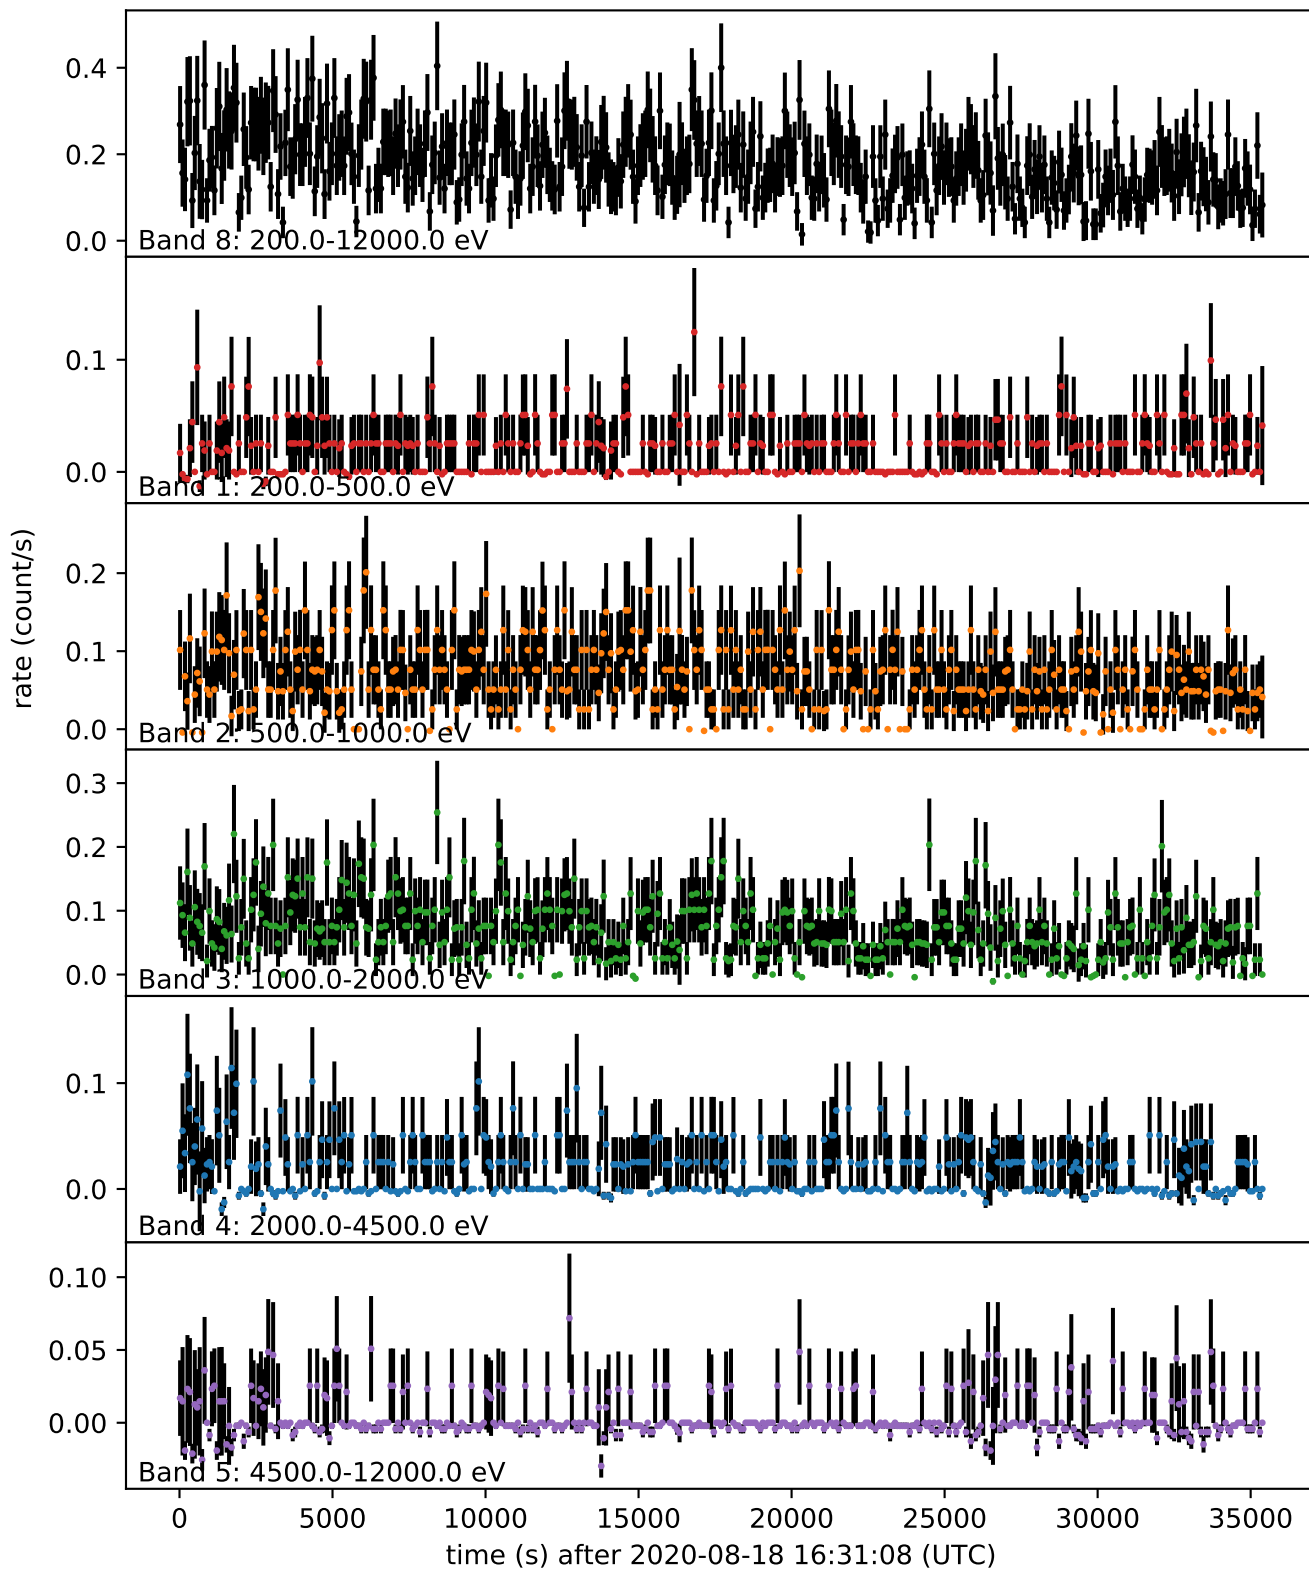 0.4
0.2
0.0
Band 8: 200.0-12000.0 eV
0.1
0.0
Band 1: 200.0-500.0 eV
0.2
0.1
0.0
Band 2: 500.0-1000.0 eV
rate (count/s)
0.3
0.2
0.1
0.0
Band 3: 1000.0-2000.0 eV
0.1
0.0
Band 4: 2000.0-4500.0 eV
0.10
0.05
0.00
Band 5: 4500.0-12000.0 eV
0 5000 10000 15000 20000 25000 30000 35000
time (s) after 2020-08-18 16:31:08 (UTC)